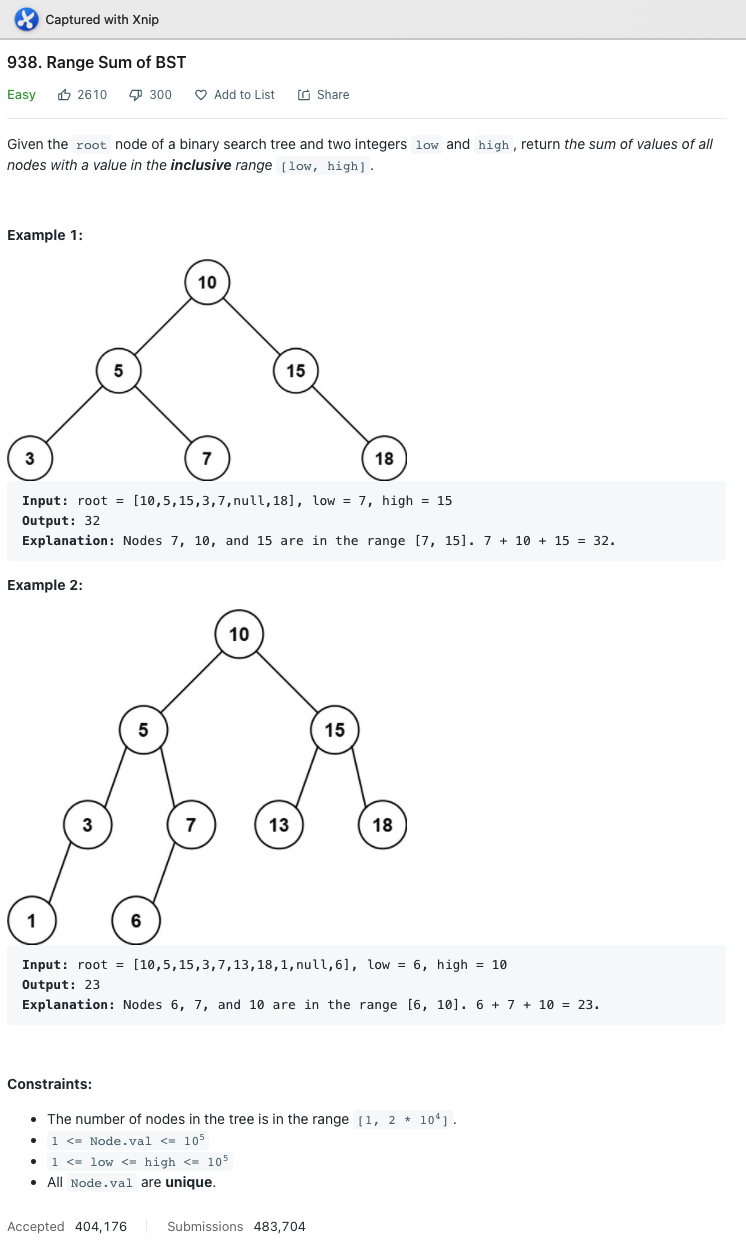 Captured with Xnip
938. Range Sum of BST
Easy 2610 300 Add to List Share
Given the root node of a binary search tree and two integers low and high, return the sum of values of all
nodes with a value in the inclusive range [low, high].
Example 1:
10
5 15
3 7 18
Input: root = [10,5,15,3,7,null,18], low = 7, high = 15
Output: 32
Explanation: Nodes 7, 10, and 15 are in the range [7, 15]. 7 + 10 + 15 = 32.
Example 2:
10
5 15
3 7 13 18
1 6
Input: root = [10,5,15,3,7,13,18,1,null,6], low = 6, high = 10
Output: 23
Explanation: Nodes 6, 7, and 10 are in the range [6, 10]. 6 + 7 + 10 = 23.
Constraints:
• The number of nodes in the tree is in the range [1, 2 * 10⁴].
• 1 <= Node.val <= 10⁵
• 1 <= low <= high <= 10⁵
• All Node.val are unique.
Accepted 404,176 Submissions 483,704